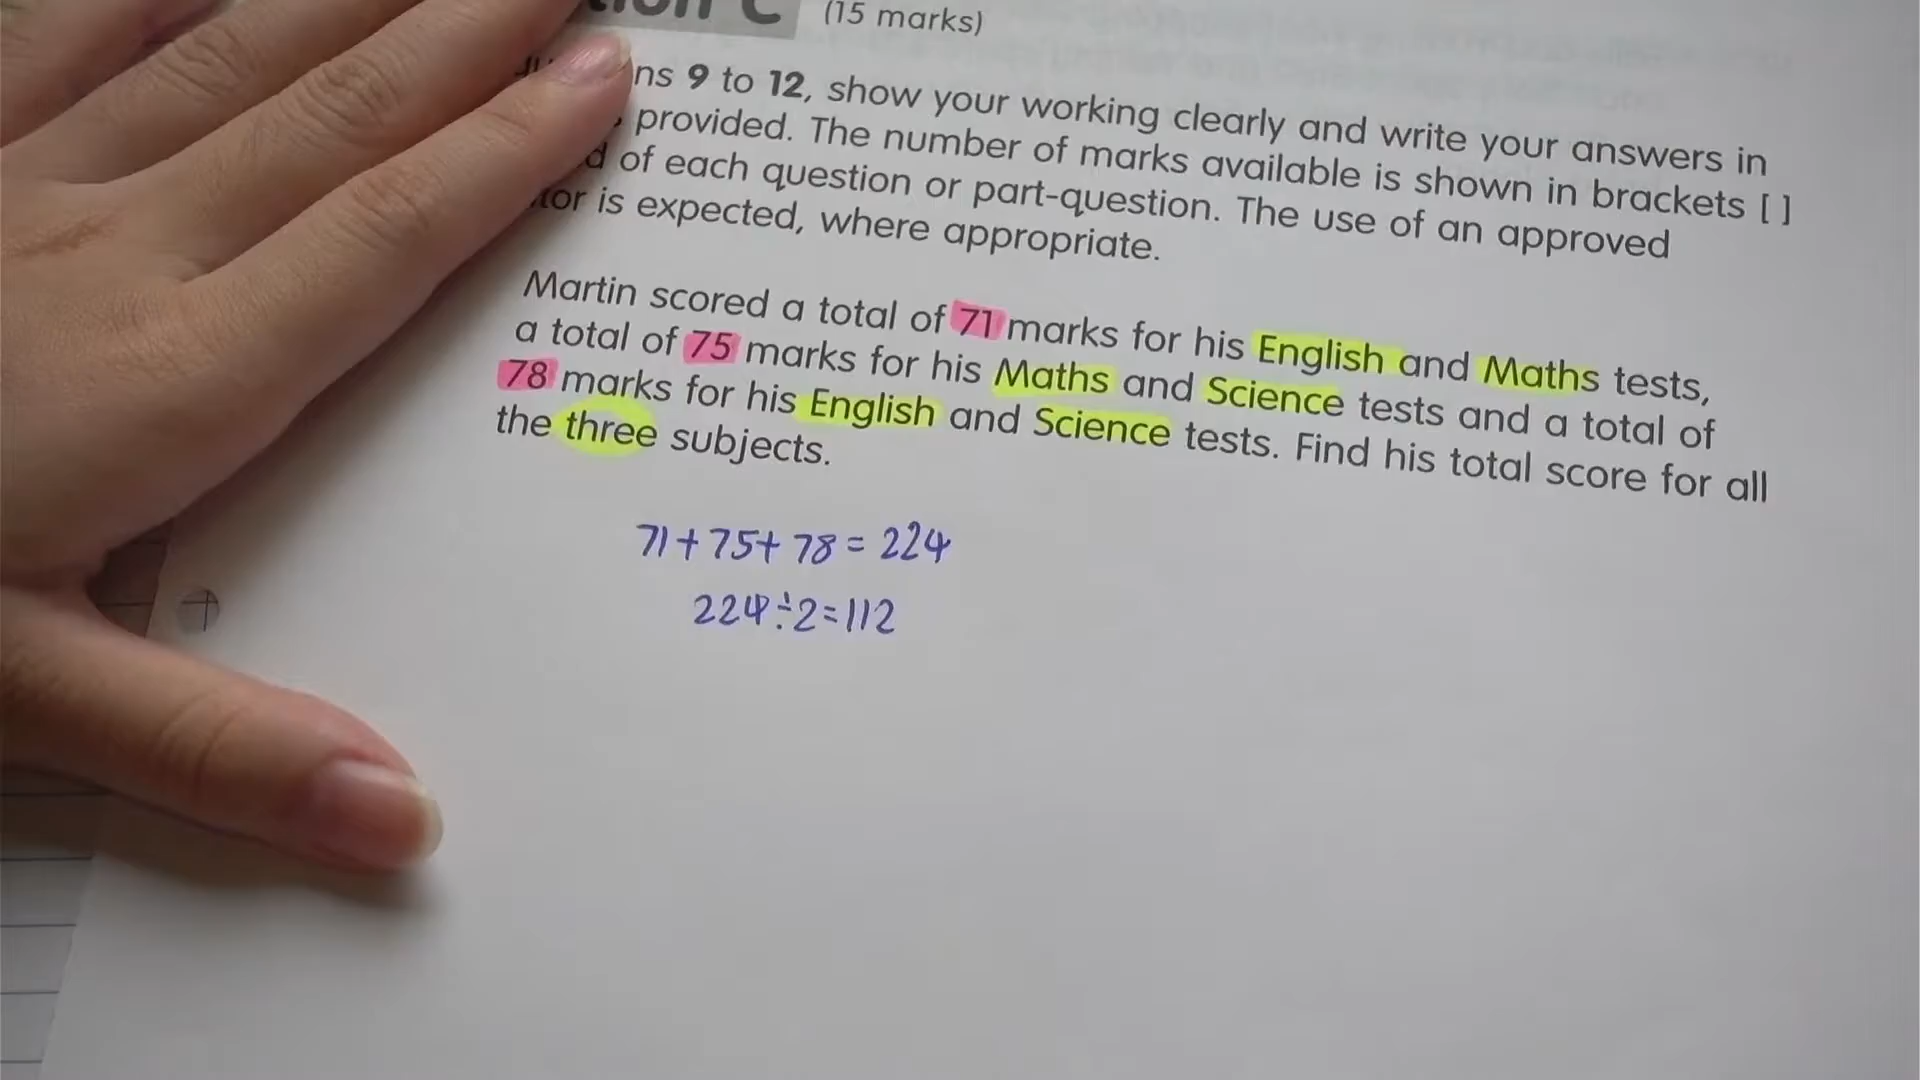 C (15 marks)
9 to 12, show your working clearly and write your answers in
provided. The number of marks available is shown in brackets [ ]
of each question or part-question. The use of an approved
is expected, where appropriate.
Martin scored a total of 71 marks for his English and Maths tests,
a total of 75 marks for his Maths and Science tests and a total of
78 marks for his English and Science tests. Find his total score for all
the three subjects.
71+75+78=224
224÷2=112